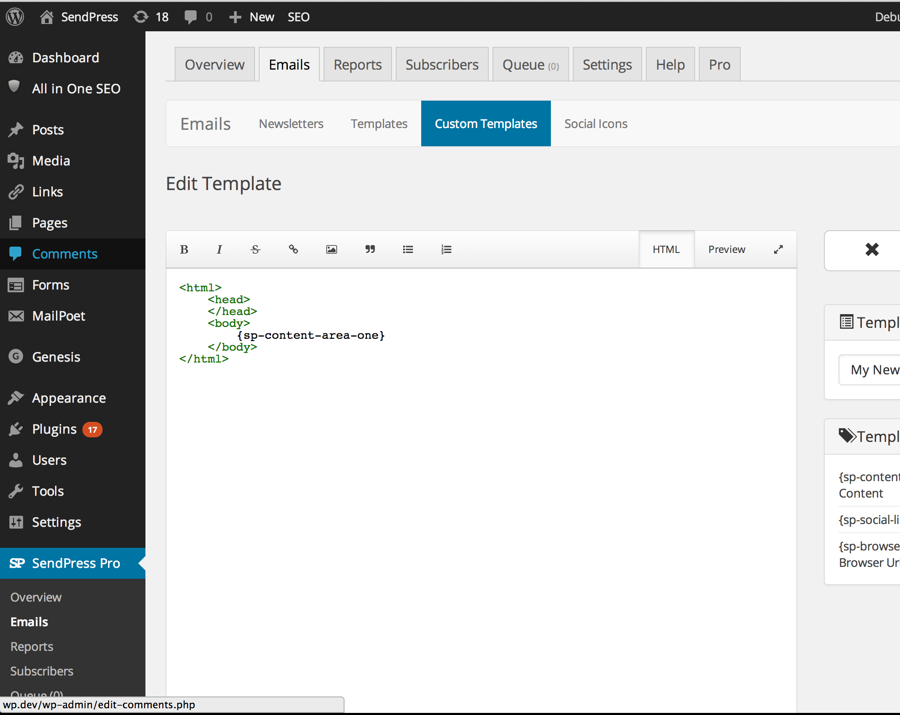 SendPress 18 0 New SEO Debu
Dashboard
All in One SEO
Posts
Media
Links
Pages
Comments
Forms
MailPoet
G Genesis
Appearance
Plugins 17
Users
Tools
Settings
SP SendPress Pro
Overview
Emails
Reports
Subscribers
Queue (0)
wp.dev/wp-admin/edit-comments.php
Overview Emails Reports Subscribers Queue (0) Settings Help Pro
Emails Newsletters Templates Custom Templates Social Icons
Edit Template
B I S HTML Preview
<html>
<head>
</head>
<body>
{sp-content-area-one}
</body>
</html>
Templ
My New
Templ
{sp-content
Content
{sp-social-li
{sp-browse
Browser Ur